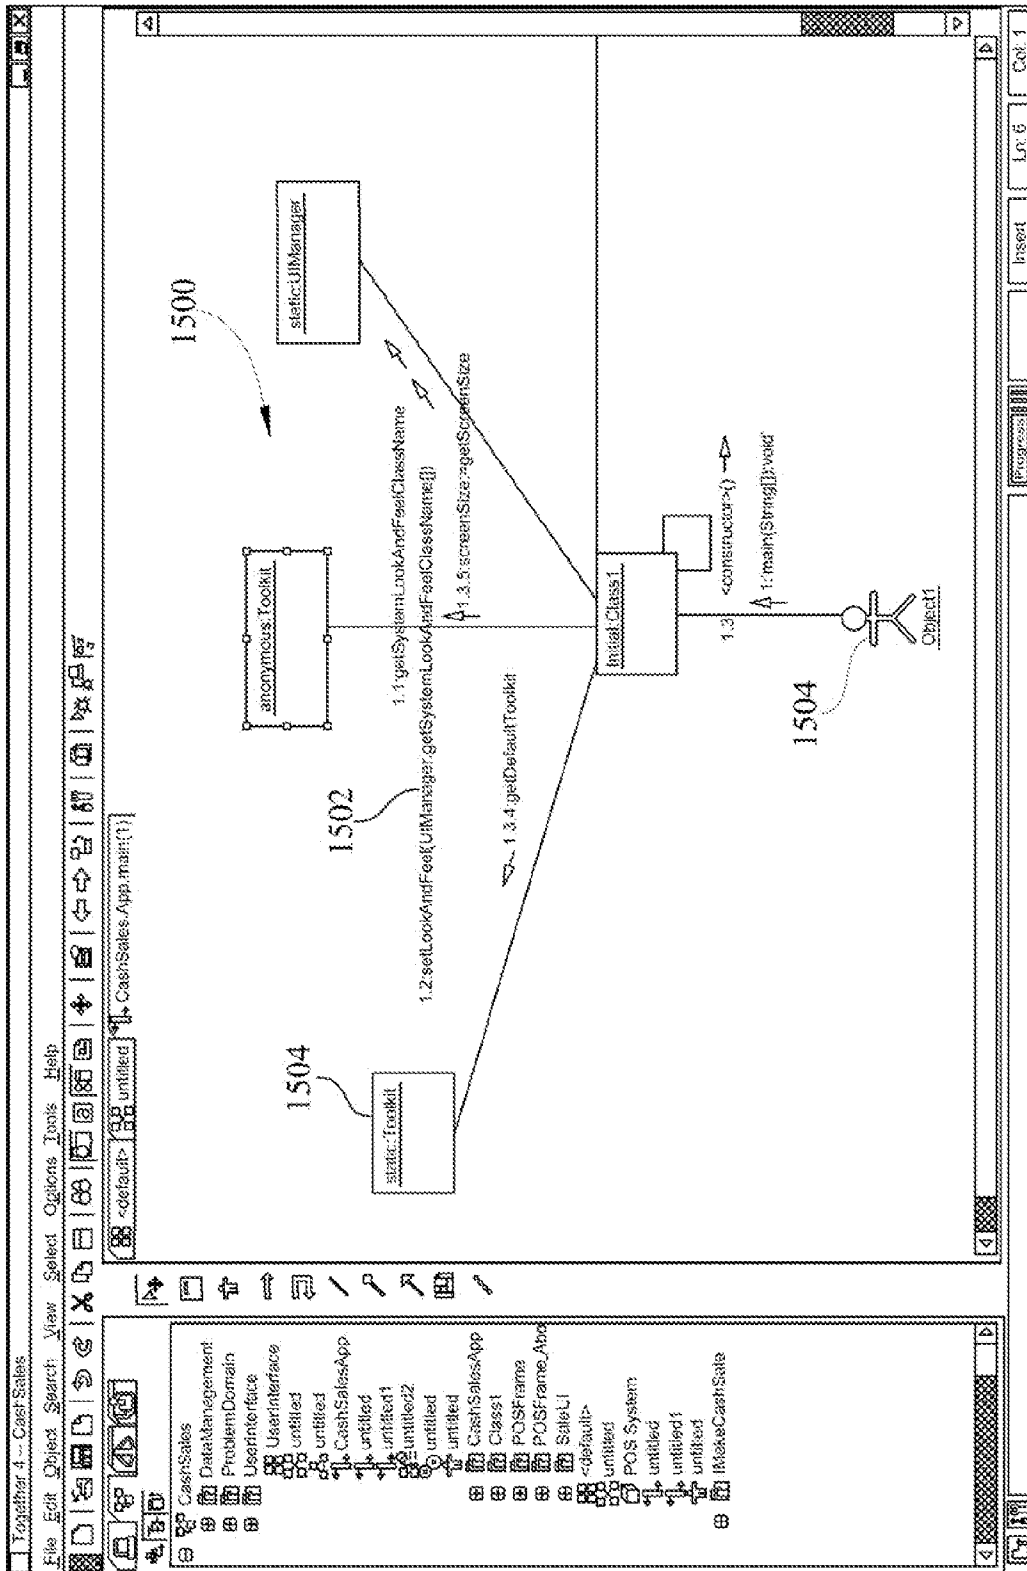 Together 4 – CashSales
File Edit Object Search View Select Options Tools Help
<default> untitled CashSales.App.main(1)
CashSales
DataManagement
ProblemDomain
UserInterface
UserInterface
untitled
untitled
CashSalesApp
untitled
untitled1
untitled2
untitled
untitled
CashSalesApp
Class1
POSFrame
POSFrame_Abo
SaleUI
<default>
untitled
POS System
untitled
untitled1
untitled
IMakeCashSale
1500
anonymous:Toolkit
static:UIManager
1504
static:Toolkit
1502
1.1:getSystemLookAndFeelClassName
1.2:setLookAndFeel(UIManager.getSystemLookAndFeelClassName())
1.3.5:screenSize:=getScreenSize
1.3.4:getDefaultToolkit
Initial:Class1
1.3: <constructor>()
1:main(String[]):void
1504
Object1
Progress
Insert
Ln: 6
Col: 1